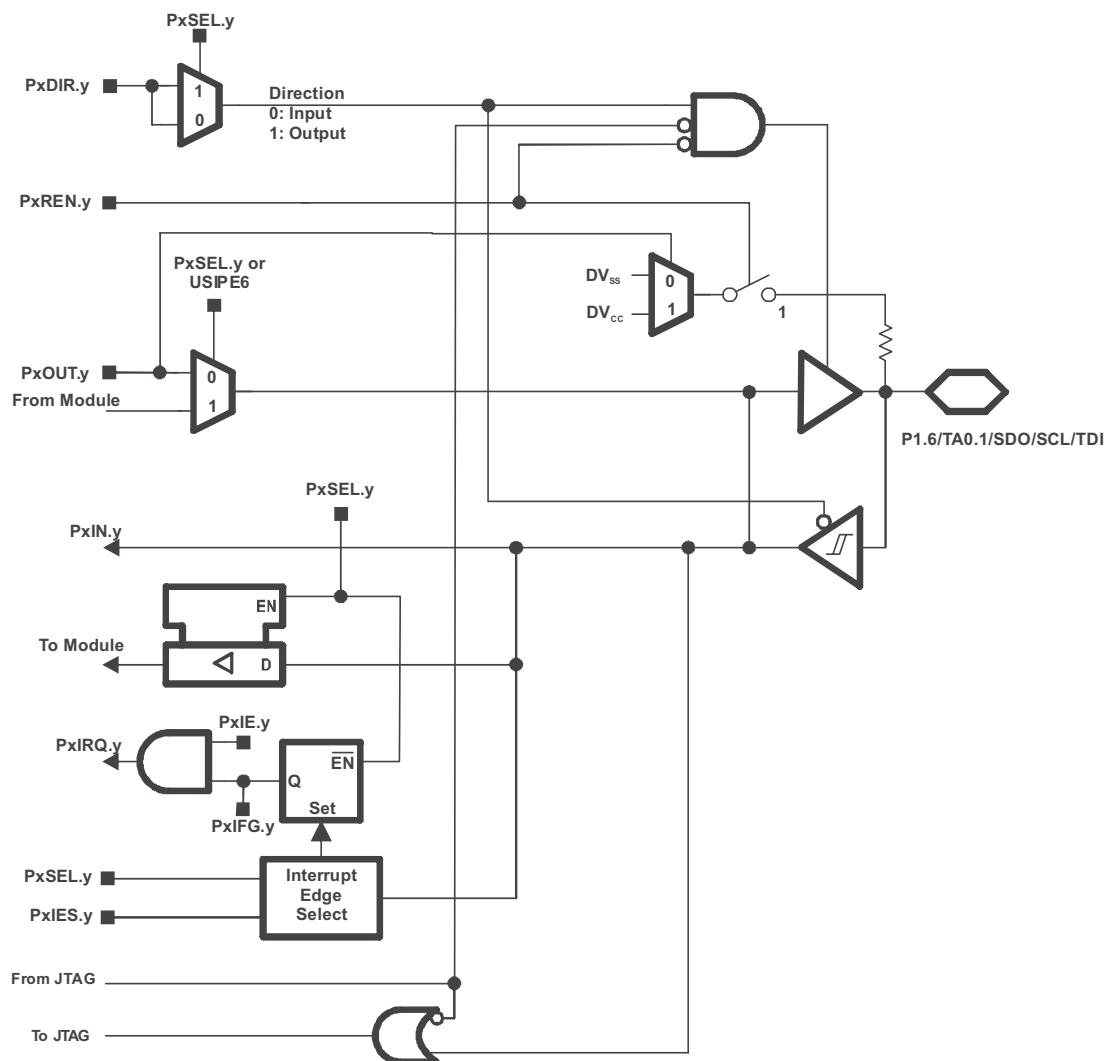 PxSEL.y
PxDIR.y
1
0
Direction
0: Input
1: Output
PxREN.y
PxSEL.y or
USIPE6
DVSS
0
DVCC
1
1
PxOUT.y
0
From Module
1
P1.6/TA0.1/SDO/SCL/TDI
PxSEL.y
PxIN.y
EN
To Module
D
PxIE.y
PxIRQ.y
EN
Q
Set
PxIFG.y
PxSEL.y
PxIES.y
Interrupt
Edge
Select
From JTAG
To JTAG